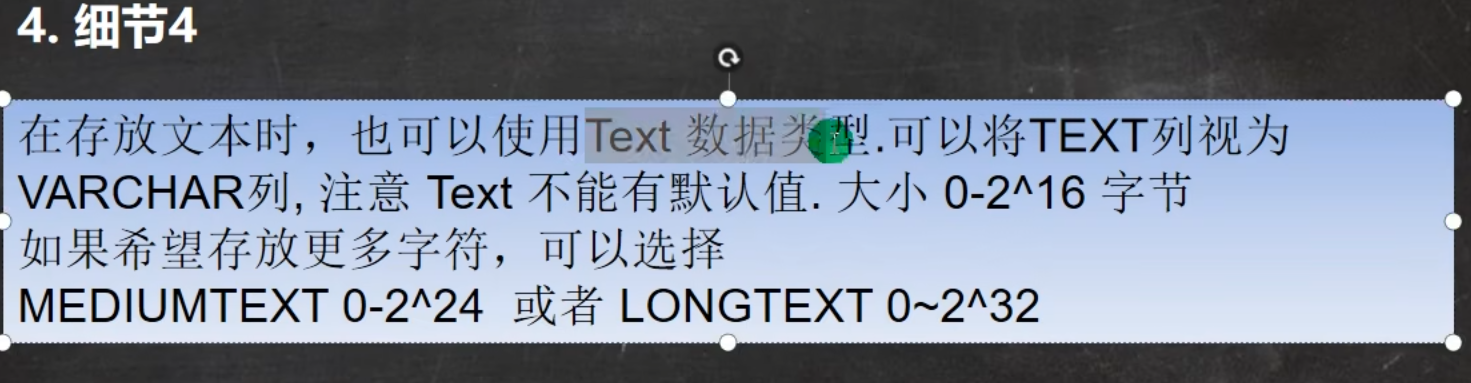 4. 细节4
在存放文本时，也可以使用Text 数据类型.可以将TEXT列视为
VARCHAR列, 注意 Text 不能有默认值. 大小 0-2^16 字节
如果希望存放更多字符，可以选择
MEDIUMTEXT 0-2^24 或者 LONGTEXT 0~2^32